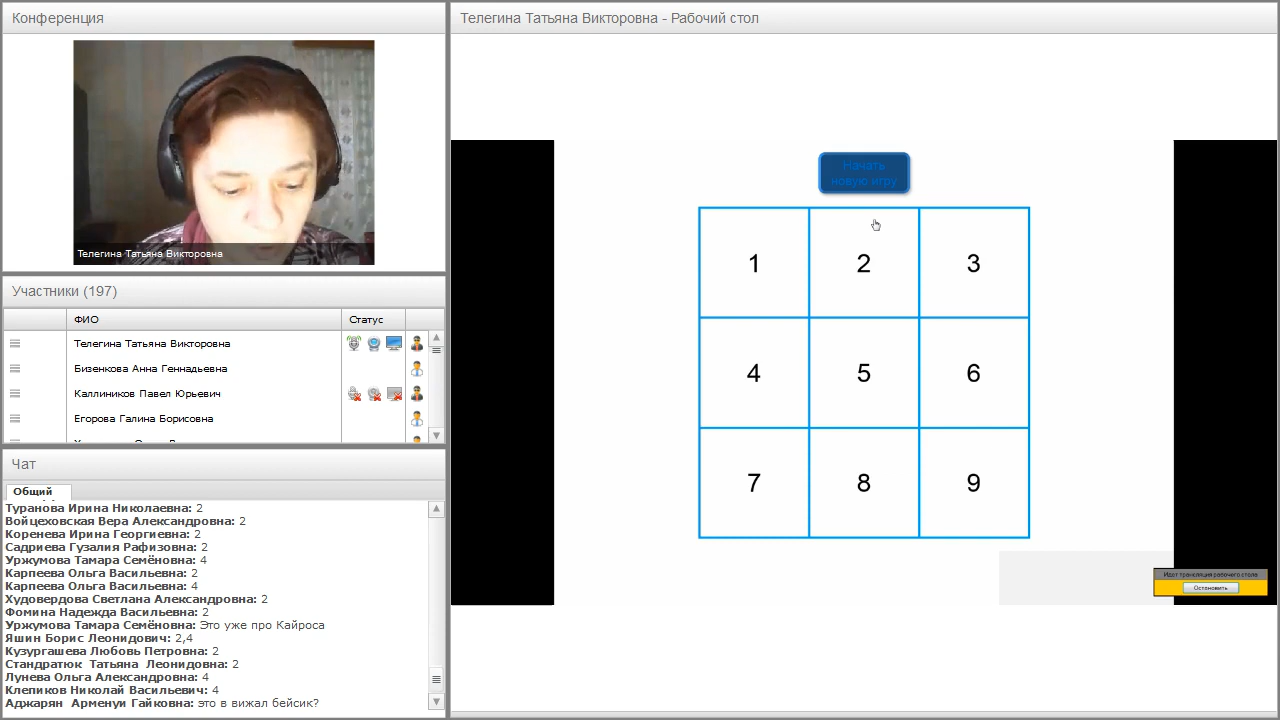 Конференция
Телегина Татьяна Викторовна
Участники (197)
ФИО Статус
Телегина Татьяна Викторовна
Бизенкова Анна Геннадьевна
Каллиников Павел Юрьевич
Егорова Галина Борисовна
Чат
Общий
Туранова Ирина Николаевна: 2
Войцеховская Вера Александровна: 2
Коренева Ирина Георгиевна: 2
Садриева Гузалия Рафизовна: 2
Уржумова Тамара Семёновна: 4
Карпеева Ольга Васильевна: 2
Карпеева Ольга Васильевна: 4
Худовердова Светлана Александровна: 2
Фомина Надежда Васильевна: 2
Уржумова Тамара Семёновна: Это уже про Кайроса
Яшин Борис Леонидович: 2,4
Кузургашева Любовь Петровна: 2
Стандратюк Татьяна Леонидовна: 2
Лунева Ольга Александровна: 4
Клепиков Николай Васильевич: 4
Аджарян Арменуи Гайковна: это в вижал бейсик?
Телегина Татьяна Викторовна - Рабочий стол
Начать
новую игру
1 2 3
4 5 6
7 8 9
Идет трансляция рабочего стола
Остановить